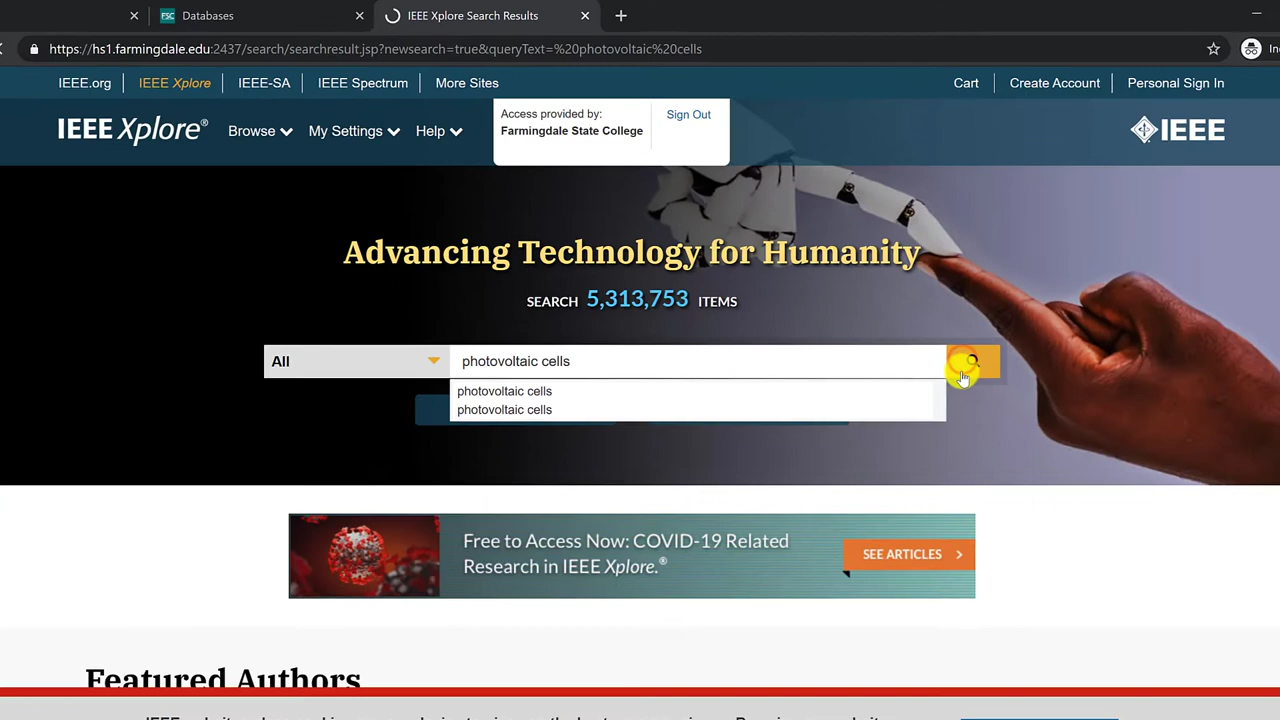 Databases
IEEE Xplore Search Results
https://hs1.farmingdale.edu:2437/search/searchresult.jsp?newsearch=true&queryText=%20photovoltaic%20cells
IEEE.org
IEEE Xplore
IEEE-SA
IEEE Spectrum
More Sites
Cart
Create Account
Personal Sign In
IEEE Xplore®
Browse
My Settings
Help
Access provided by:
Farmingdale State College
Sign Out
IEEE
Advancing Technology for Humanity
SEARCH 5,313,753 ITEMS
All
photovoltaic cells
photovoltaic cells
photovoltaic cells
Free to Access Now: COVID-19 Related
Research in IEEE Xplore.®
SEE ARTICLES
Featured Authors